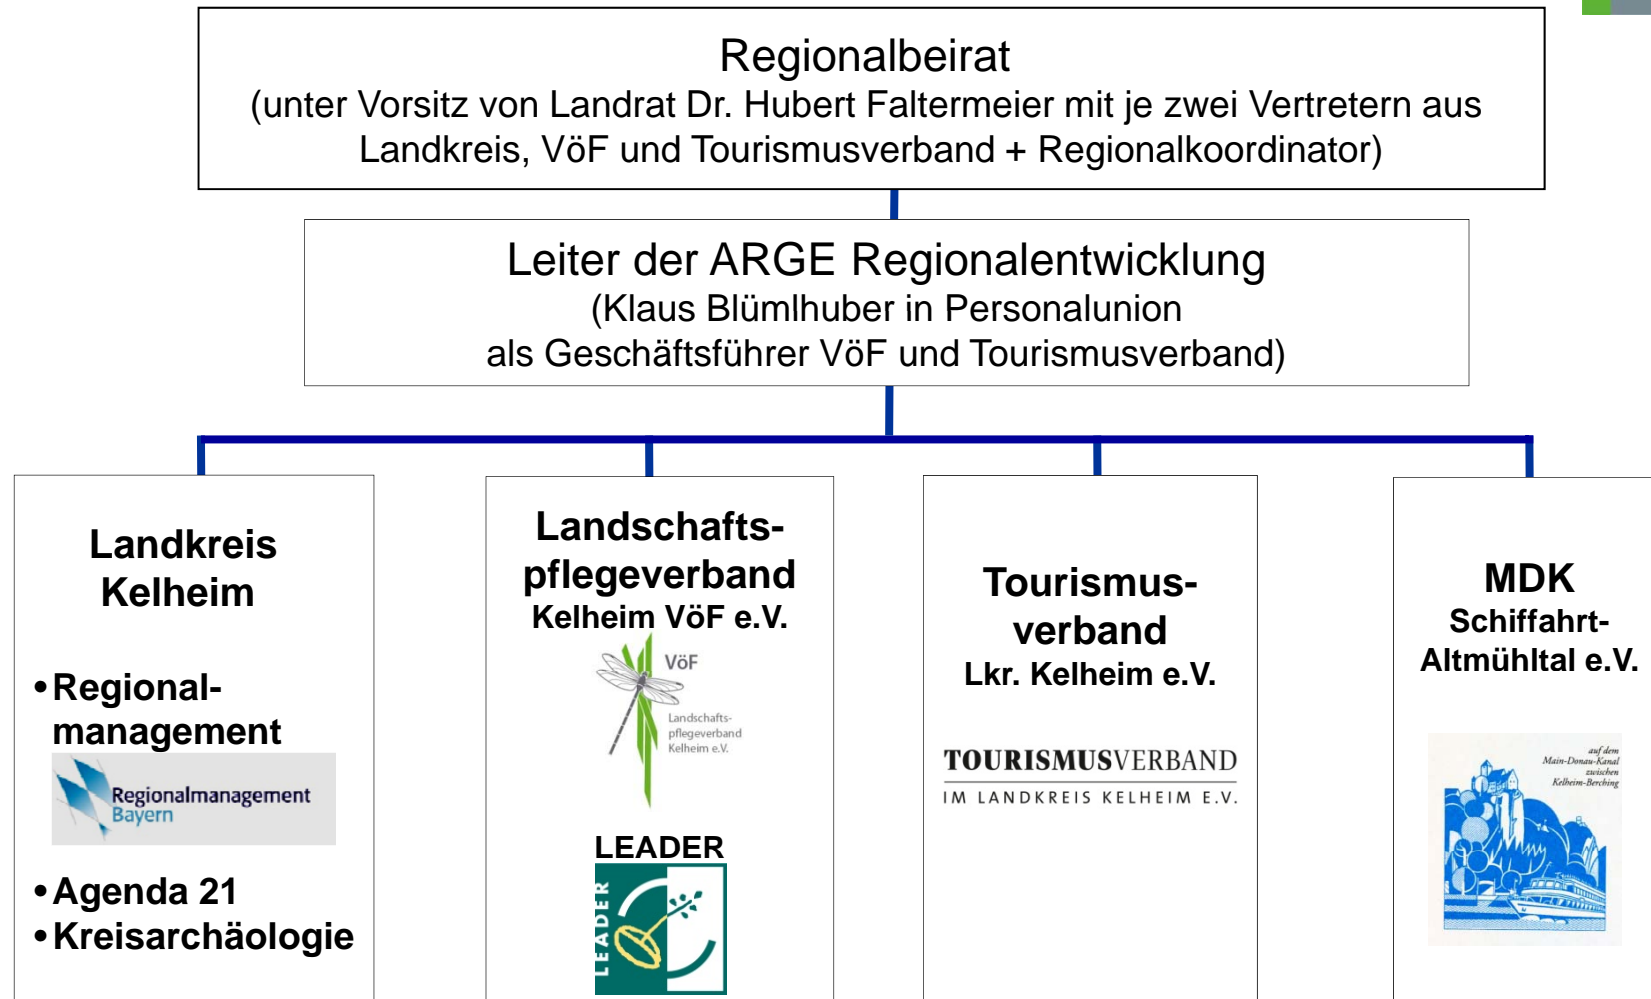 Regionalbeirat
(unter Vorsitz von Landrat Dr. Hubert Faltermeier mit je zwei Vertretern aus
Landkreis, VöF und Tourismusverband + Regionalkoordinator)
Leiter der ARGE Regionalentwicklung
(Klaus Blümlhuber in Personalunion
als Geschäftsführer VöF und Tourismusverband)
Landkreis
Kelheim
•Regional-
management
Regionalmanagement
Bayern
•Agenda 21
•Kreisarchäologie
Landschafts-
pflegeverband
Kelheim VöF e.V.
VöF
Landschafts-
pflegeverband
Kelheim e.V.
LEADER
LEADER
Tourismus-
verband
Lkr. Kelheim e.V.
TOURISMUSVERBAND
IM LANDKREIS KELHEIM E.V.
MDK
Schiffahrt-
Altmühltal e.V.
auf dem
Main-Donau-Kanal
zwischen
Kelheim-Berching